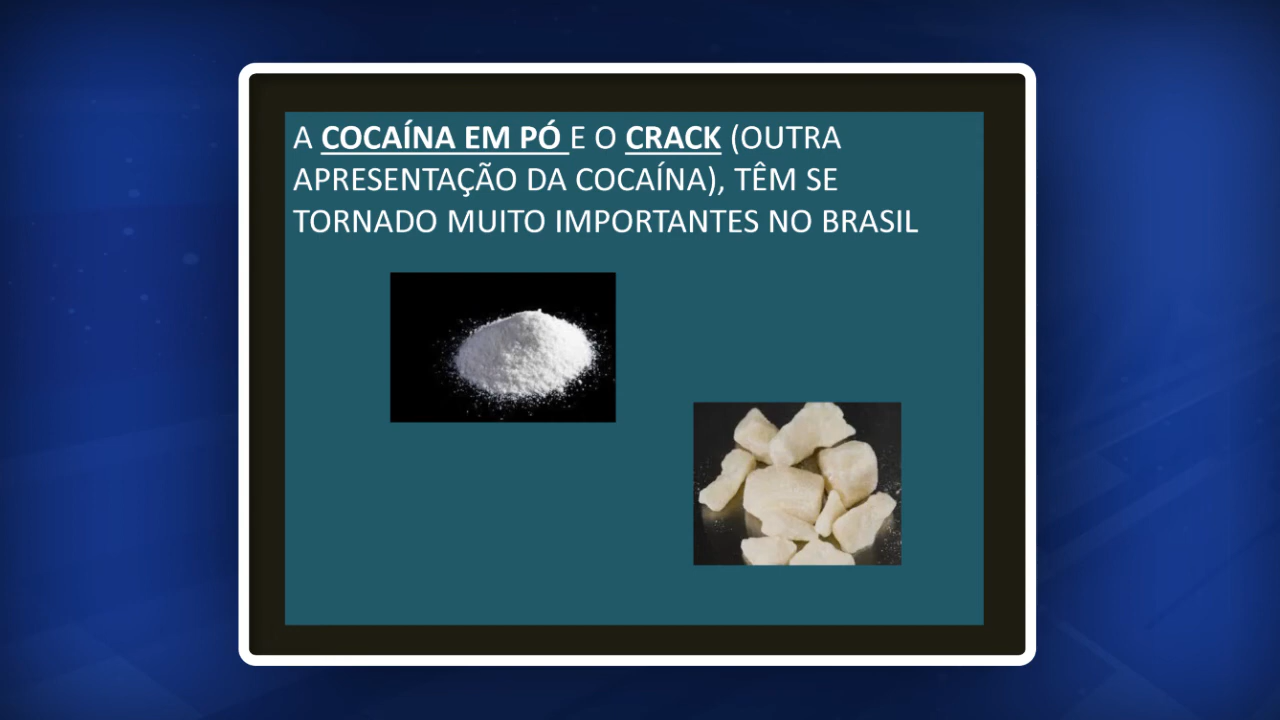 A COCAÍNA EM PÓ E O CRACK (OUTRA
APRESENTAÇÃO DA COCAÍNA), TÊM SE
TORNADO MUITO IMPORTANTES NO BRASIL